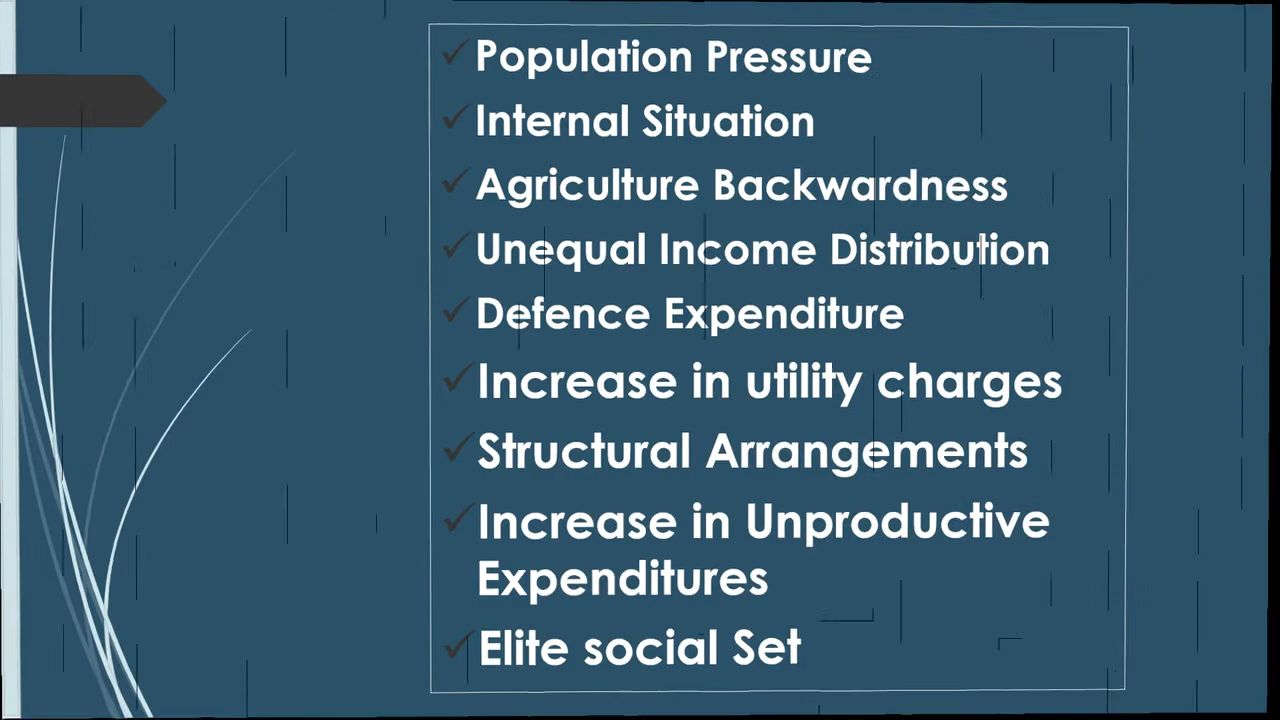 Population Pressure
Internal Situation
Agriculture Backwardness
Unequal Income Distribution
Defence Expenditure
Increase in utility charges
Structural Arrangements
Increase in Unproductive
Expenditures
Elite social Set